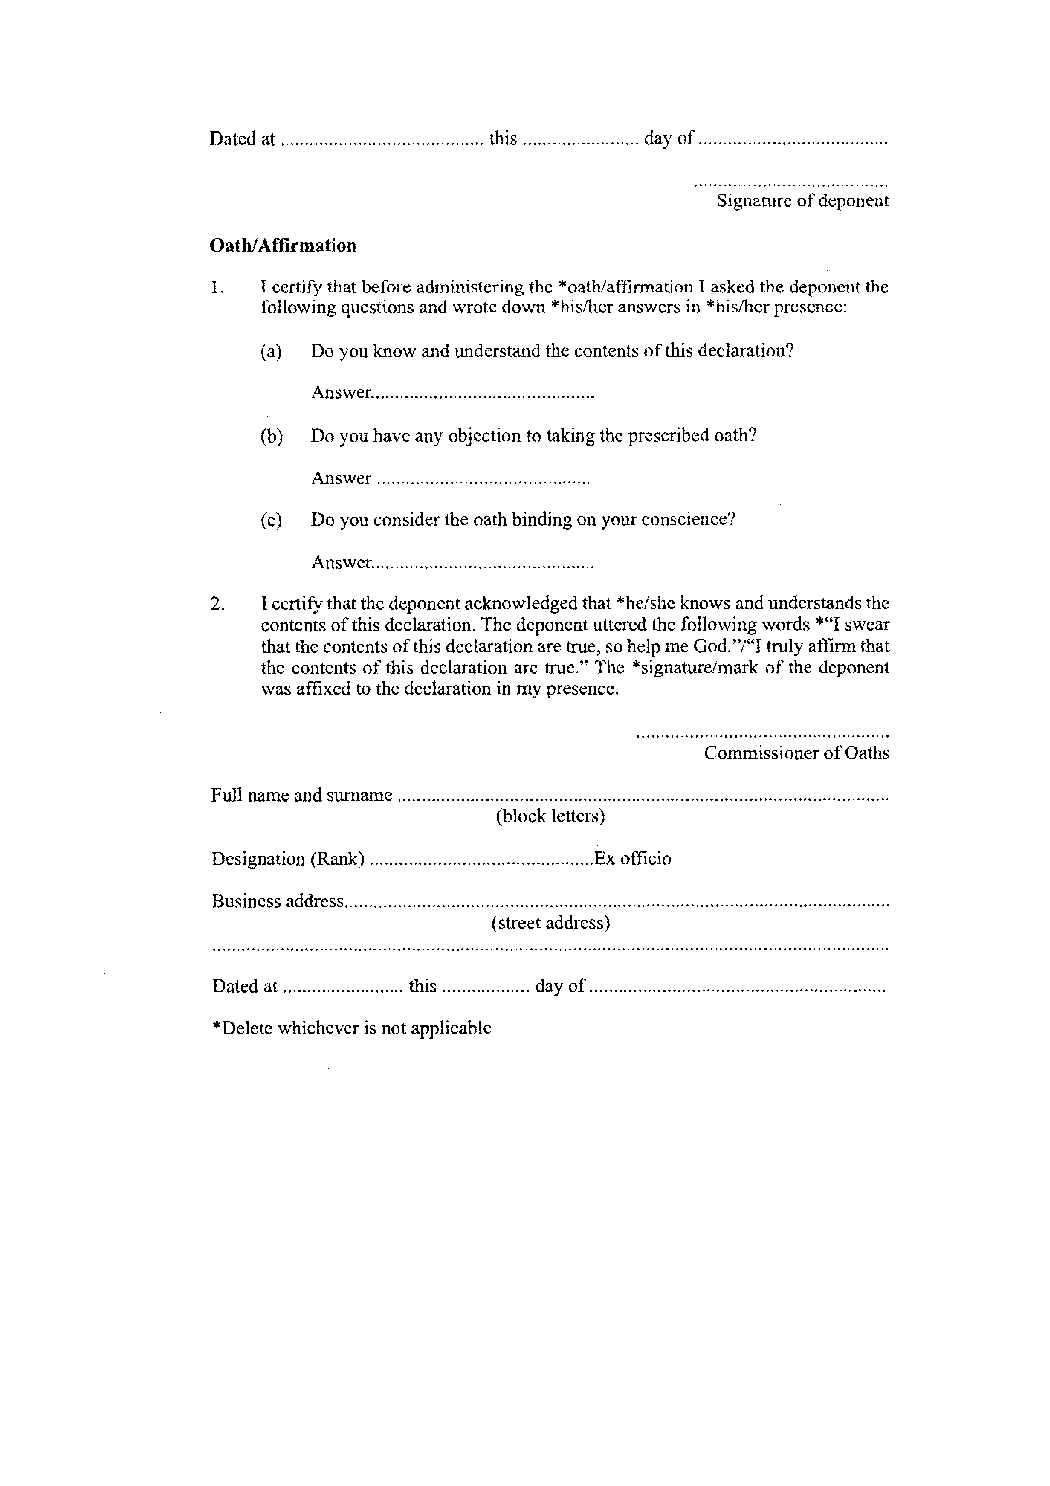 Dated at ........................................ this ........................ day of .......................................
........................................
Signature of deponent
Oath/Affirmation
1. I certify that before administering the *oath/affirmation I asked the deponent the
following questions and wrote down *his/her answers in *his/her presence:
(a) Do you know and understand the contents of this declaration?
Answer..............................................
(b) Do you have any objection to taking the prescribed oath?
Answer ............................................
(c) Do you consider the oath binding on your conscience?
Answer..............................................
2. I certify that the deponent acknowledged that *he/she knows and understands the
contents of this declaration. The deponent uttered the following words *“I swear
that the contents of this declaration are true, so help me God.”/“I truly affirm that
the contents of this declaration are true.” The *signature/mark of the deponent
was affixed to the declaration in my presence.
....................................................
Commissioner of Oaths
Full name and surname .....................................................................................................
(block letters)
Designation (Rank) ..............................................Ex officio
Business address................................................................................................................
(street address)
...........................................................................................................................................
Dated at ......................... this .................. day of .............................................................
*Delete whichever is not applicable